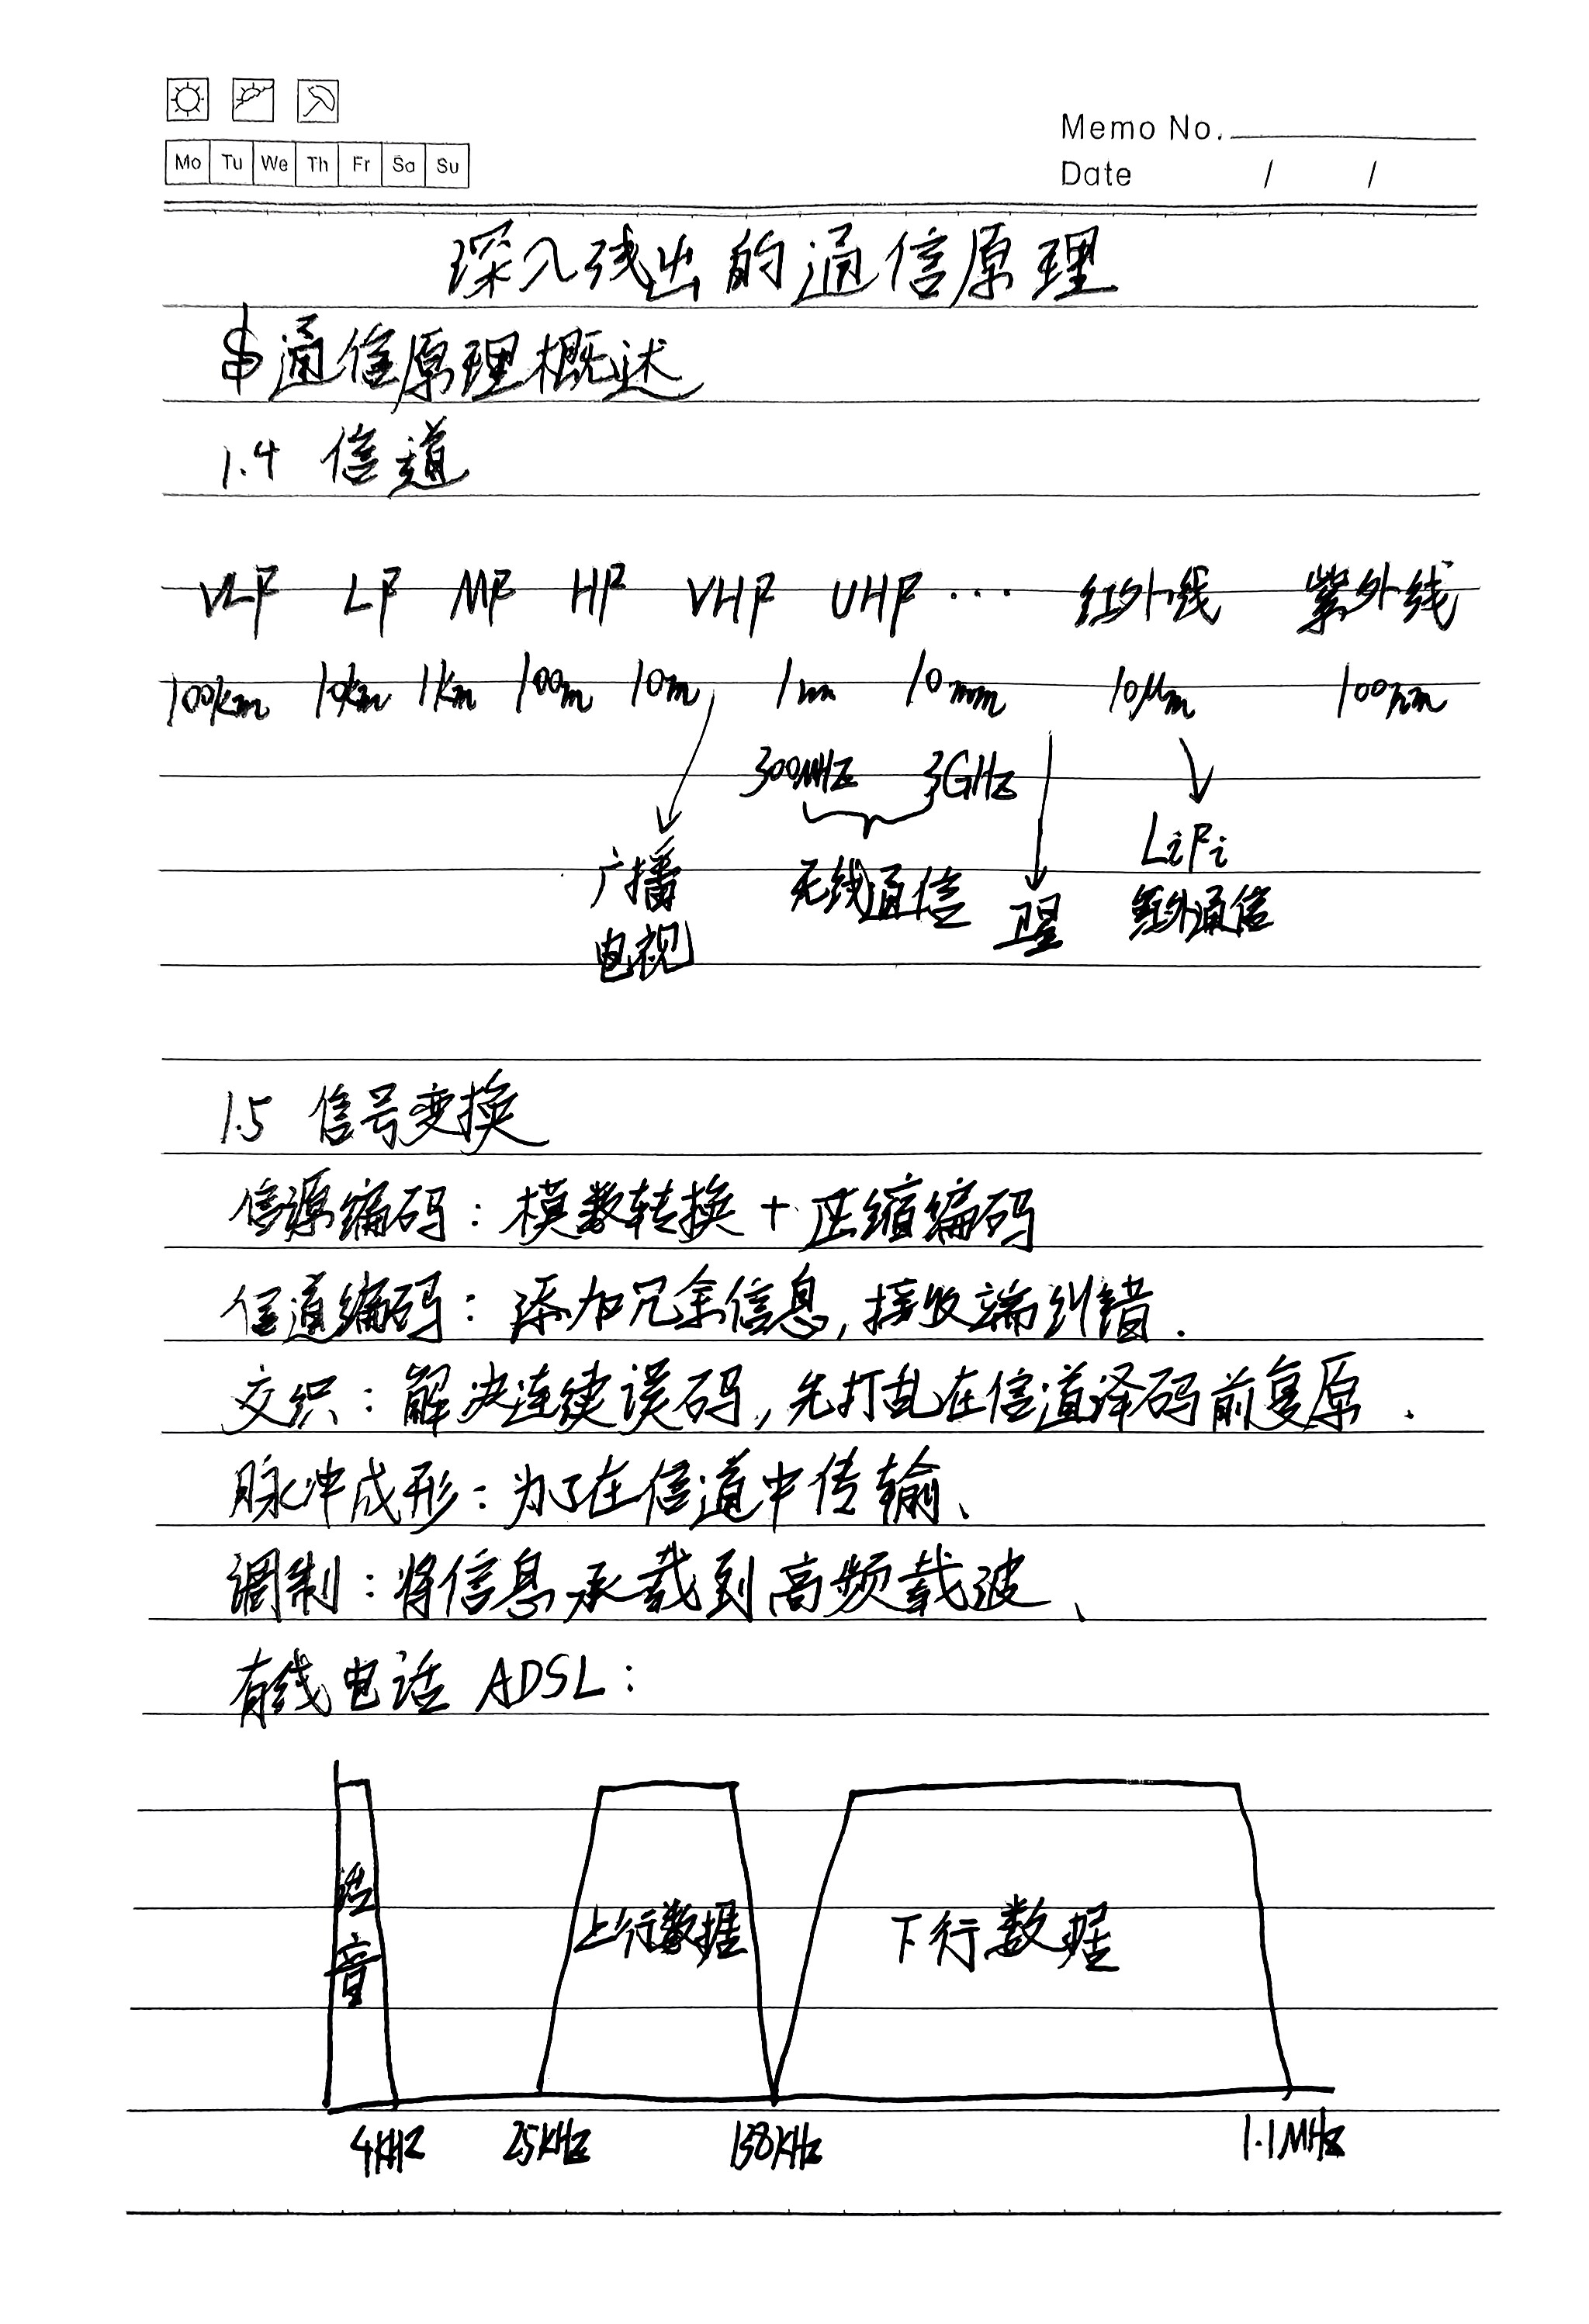 Mo Tu We Th Fr Sa Su
Memo No.
Date / /
深入浅出的通信原理
§通信原理概述
1.4 信道
VLF LF MF HF VHF UHF ... 红外线 紫外线
100km 10km 1km 100m 10m 1m 10mm 10μm 100nm
300MHz 3GHz
广播
电视
无线通信
卫星
LiFi
红外通信
1.5 信号变换
信源编码：模数转换 + 压缩编码
信道编码：添加冗余信息，接收端纠错.
交织：解决连续误码，先打乱在信道译码前复原.
脉冲成形：为了在信道中传输、
调制：将信息承载到高频载波、
有线电话 ADSL：
语音
上行数据
下行数据
4KHZ 25KHz 138KHz 1.1MHz